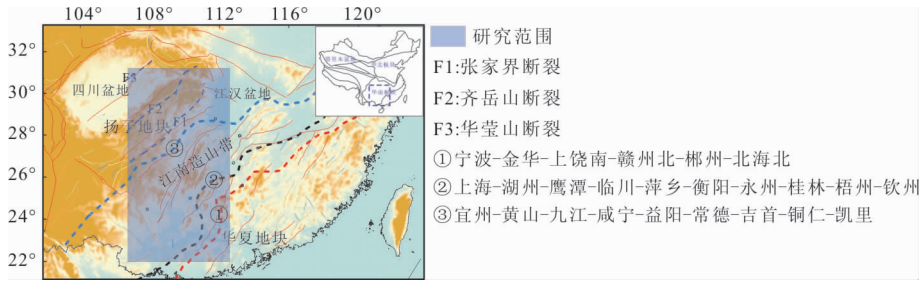 104° 108° 112° 116° 120°
32°
30°
28°
26°
24°
22°
F3
四川盆地
江汉盆地
F2
扬子地块
F1
③
江南造山带
②
①
华夏地块
研究范围
F1:张家界断裂
F2:齐岳山断裂
F3:华莹山断裂
①宁波-金华-上饶南-赣州北-郴州-北海北
②上海-湖州-鹰潭-临川-萍乡-衡阳-永州-桂林-梧州-钦州
③宜州-黄山-九江-咸宁-益阳-常德-吉首-铜仁-凯里